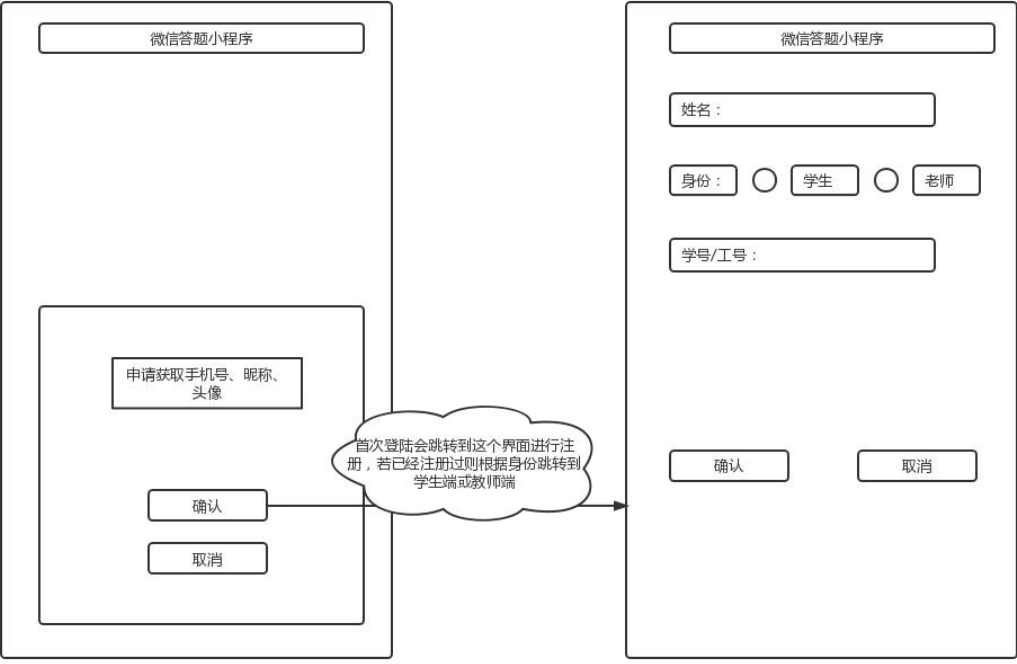 微信答题小程序
申请获取手机号、昵称、
头像
确认
取消
首次登陆会跳转到这个界面进行注
册，若已经注册过则根据身份跳转到
学生端或教师端
微信答题小程序
姓名：
身份： 学生 老师
学号/工号：
确认 取消